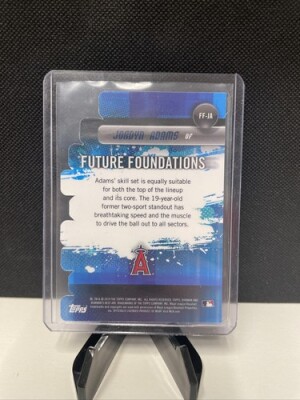 FF-JA
JORDYN ADAMS OF
FUTURE FOUNDATIONS
Adams' skill set is equally suitable
for both the top of the lineup
and its core. The 19-year-old
former two-sport standout has
breathtaking speed and the muscle
to drive the ball out to all sectors.
A
Topps